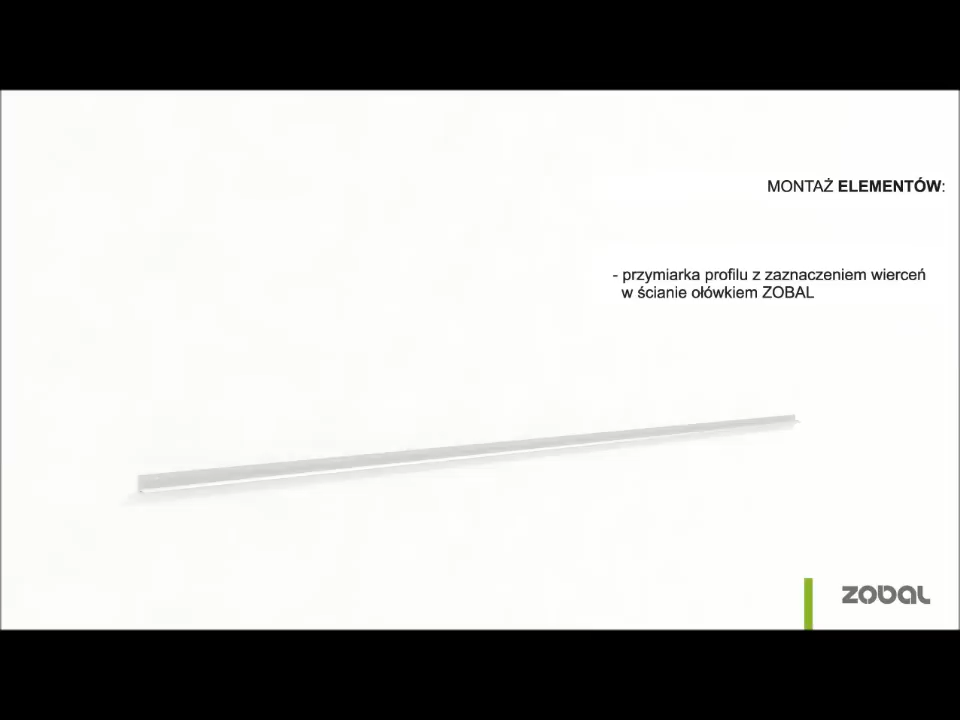 MONTAŻ ELEMENTÓW:
- przymiarka profilu z zaznaczeniem wierceń
w ścianie ołówkiem ZOBAL
ZOBAL